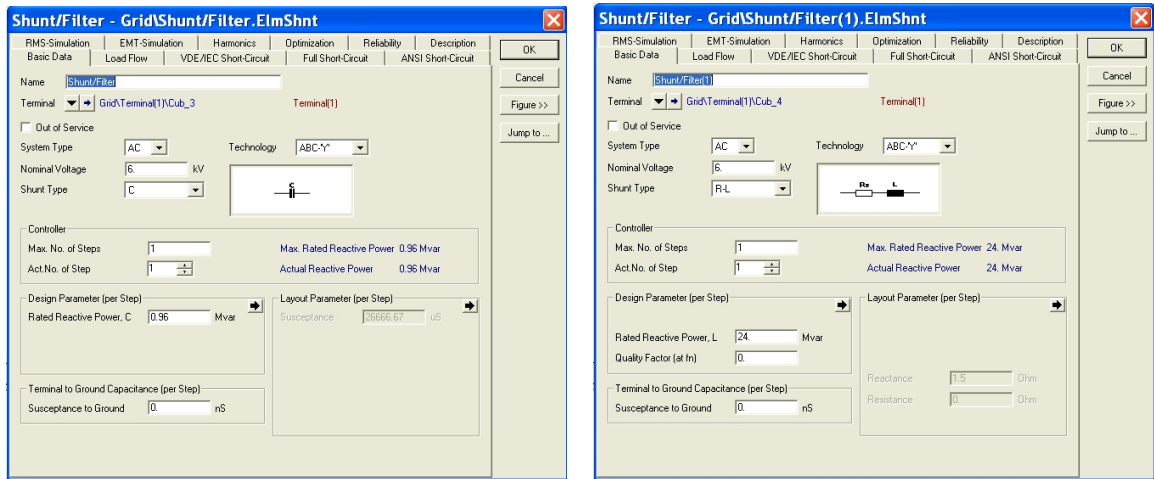 Shunt/Filter - Grid\Shunt/Filter.ElmShnt
RMS-Simulation EMT-Simulation Harmonics Optimization Reliability Description
Basic Data Load Flow VDE/IEC Short-Circuit Full Short-Circuit ANSI Short-Circuit
OK
Cancel
Figure >>
Jump to ...
Name Shunt/Filter
Terminal Grid\Terminal(1)\Cub_3 Terminal(1)
Out of Service
System Type AC Technology ABC-'Y'
Nominal Voltage 6. kV
Shunt Type C
C
Controller
Max. No. of Steps 1 Max. Rated Reactive Power 0.96 Mvar
Act.No. of Step 1 Actual Reactive Power 0.96 Mvar
Design Parameter (per Step)
Rated Reactive Power, C 0.96 Mvar
Layout Parameter (per Step)
Susceptance 26666.67 uS
Terminal to Ground Capacitance (per Step)
Susceptance to Ground 0. nS
Shunt/Filter - Grid\Shunt/Filter(1).ElmShnt
RMS-Simulation EMT-Simulation Harmonics Optimization Reliability Description
Basic Data Load Flow VDE/IEC Short-Circuit Full Short-Circuit ANSI Short-Circuit
OK
Cancel
Figure >>
Jump to ...
Name Shunt/Filter(1)
Terminal Grid\Terminal(1)\Cub_4 Terminal(1)
Out of Service
System Type AC Technology ABC-'Y'
Nominal Voltage 6. kV
Shunt Type R-L
Rs L
Controller
Max. No. of Steps 1 Max. Rated Reactive Power 24. Mvar
Act.No. of Step 1 Actual Reactive Power 24. Mvar
Design Parameter (per Step)
Rated Reactive Power, L 24. Mvar
Quality Factor (at fn) 0.
Layout Parameter (per Step)
Reactance 1.5 Ohm
Resistance 0. Ohm
Terminal to Ground Capacitance (per Step)
Susceptance to Ground 0. nS